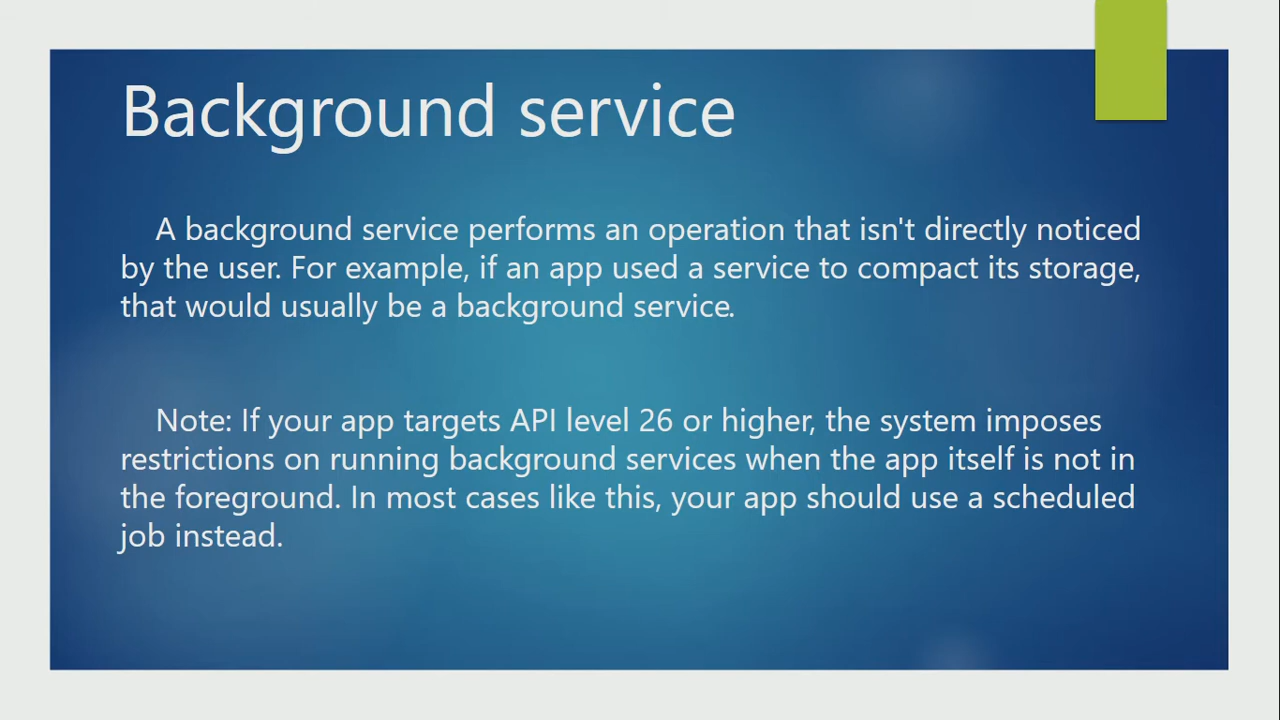 Background service
A background service performs an operation that isn't directly noticed
by the user. For example, if an app used a service to compact its storage,
that would usually be a background service.
Note: If your app targets API level 26 or higher, the system imposes
restrictions on running background services when the app itself is not in
the foreground. In most cases like this, your app should use a scheduled
job instead.